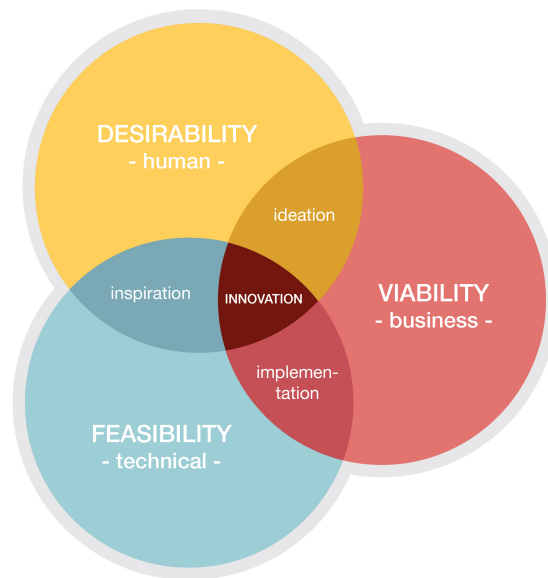 DESIRABILITY
- human -
ideation
inspiration
INNOVATION
VIABILITY
- business -
implemen-
tation
FEASIBILITY
- technical -